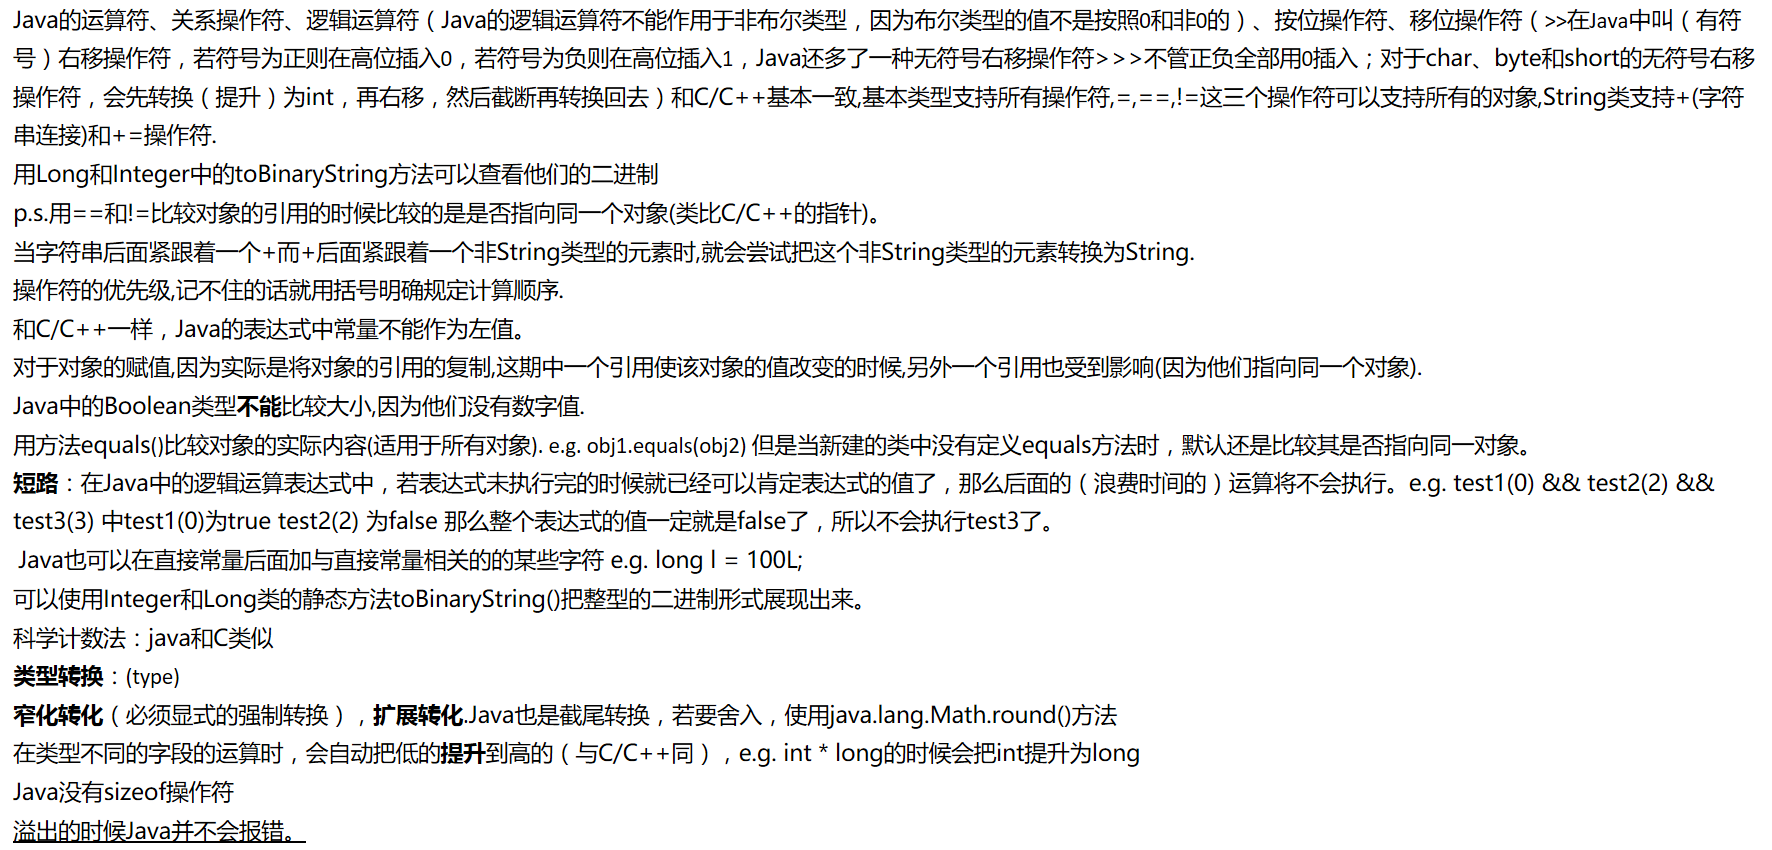 Java的运算符、关系操作符、逻辑运算符（Java的逻辑运算符不能作用于非布尔类型，因为布尔类型的值不是按照0和非0的）、按位操作符、移位操作符（>>在Java中叫（有符
号）右移操作符，若符号为正则在高位插入0，若符号为负则在高位插入1，Java还多了一种无符号右移操作符>>>不管正负全部用0插入；对于char、byte和short的无符号右移
操作符，会先转换（提升）为int，再右移，然后截断再转换回去）和C/C++基本一致,基本类型支持所有操作符,=,==,!=这三个操作符可以支持所有的对象,String类支持+(字符
串连接)和+=操作符.
用Long和Integer中的toBinaryString方法可以查看他们的二进制
p.s.用==和!=比较对象的引用的时候比较的是是否指向同一个对象(类比C/C++的指针)。
当字符串后面紧跟着一个+而+后面紧跟着一个非String类型的元素时,就会尝试把这个非String类型的元素转换为String.
操作符的优先级,记不住的话就用括号明确规定计算顺序.
和C/C++一样，Java的表达式中常量不能作为左值。
对于对象的赋值,因为实际是将对象的引用的复制,这期中一个引用使该对象的值改变的时候,另外一个引用也受到影响(因为他们指向同一个对象).
Java中的Boolean类型不能比较大小,因为他们没有数字值.
用方法equals()比较对象的实际内容(适用于所有对象). e.g. obj1.equals(obj2) 但是当新建的类中没有定义equals方法时，默认还是比较其是否指向同一对象。
短路：在Java中的逻辑运算表达式中，若表达式未执行完的时候就已经可以肯定表达式的值了，那么后面的（浪费时间的）运算将不会执行。e.g. test1(0) && test2(2) &&
test3(3) 中test1(0)为true test2(2) 为false 那么整个表达式的值一定就是false了，所以不会执行test3了。
Java也可以在直接常量后面加与直接常量相关的的某些字符 e.g. long l = 100L;
可以使用Integer和Long类的静态方法toBinaryString()把整型的二进制形式展现出来。
科学计数法：java和C类似
类型转换：(type)
窄化转化（必须显式的强制转换），扩展转化.Java也是截尾转换，若要舍入，使用java.lang.Math.round()方法
在类型不同的字段的运算时，会自动把低的提升到高的（与C/C++同），e.g. int * long的时候会把int提升为long
Java没有sizeof操作符
溢出的时候Java并不会报错。